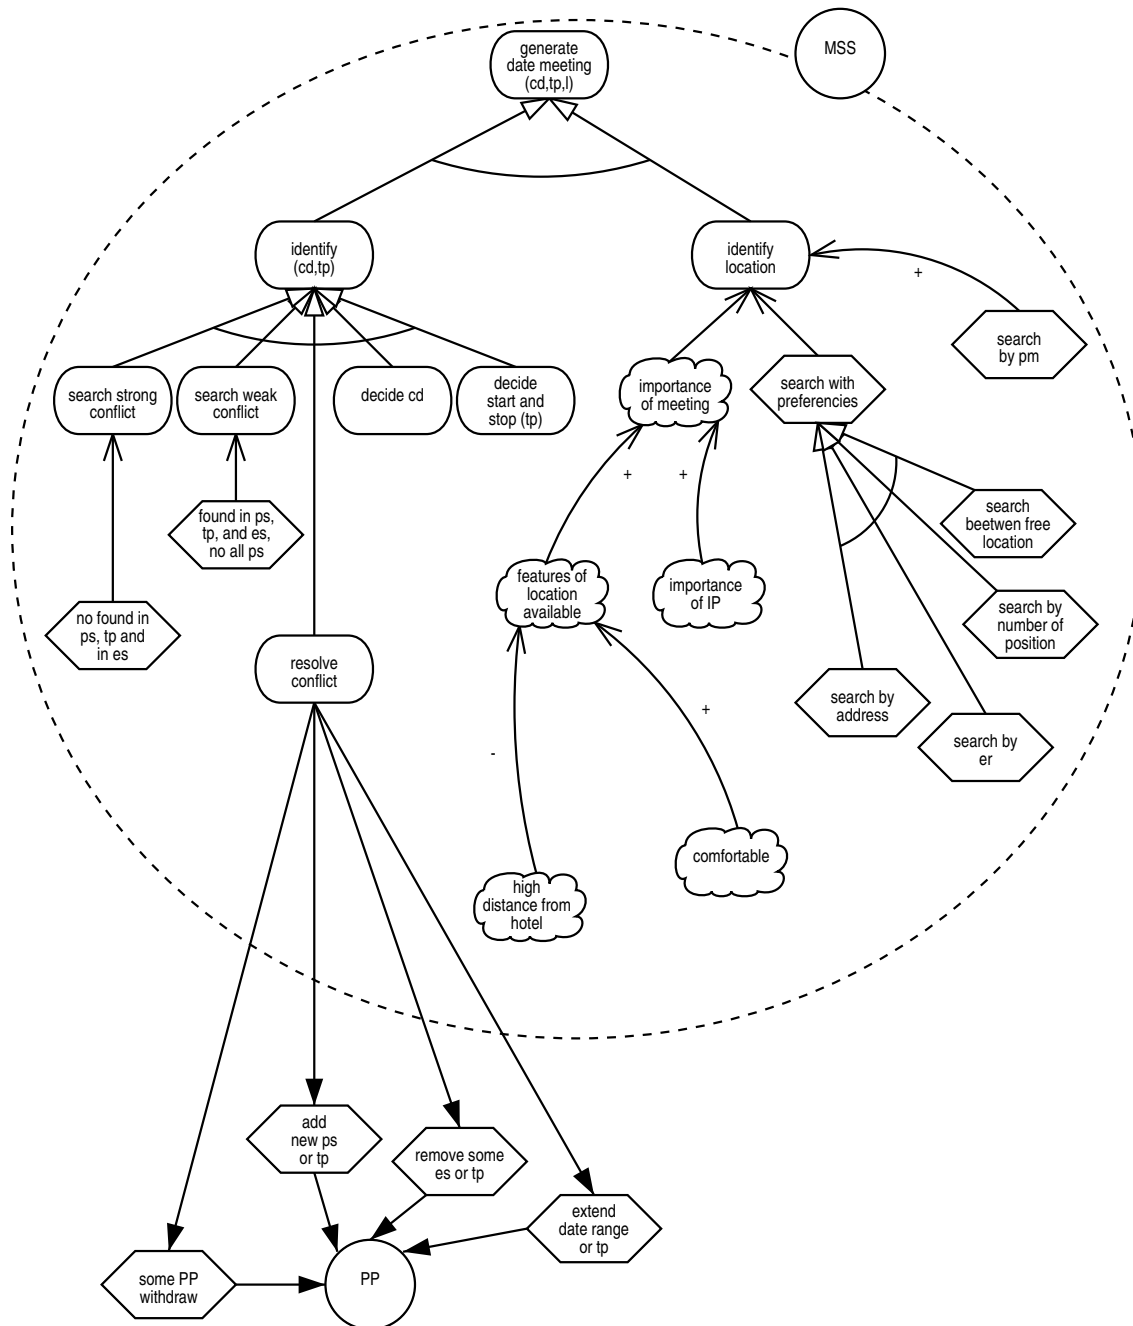 generate
date meeting
(cd,tp,l)
MSS
identify
(cd,tp)
identify
location
+
search
by pm
search strong
conflict
search weak
conflict
decide cd
decide
start and
stop (tp)
importance
of meeting
search with
preferencies
+
+
found in ps,
tp, and es,
no all ps
search
beetwen free
location
features of
location
available
importance
of IP
no found in
ps, tp and
in es
search by
number of
position
resolve
conflict
search by
address
+
search by
er
-
comfortable
high
distance from
hotel
add
new ps
or tp
remove some
es or tp
extend
date range
or tp
some PP
withdraw
PP